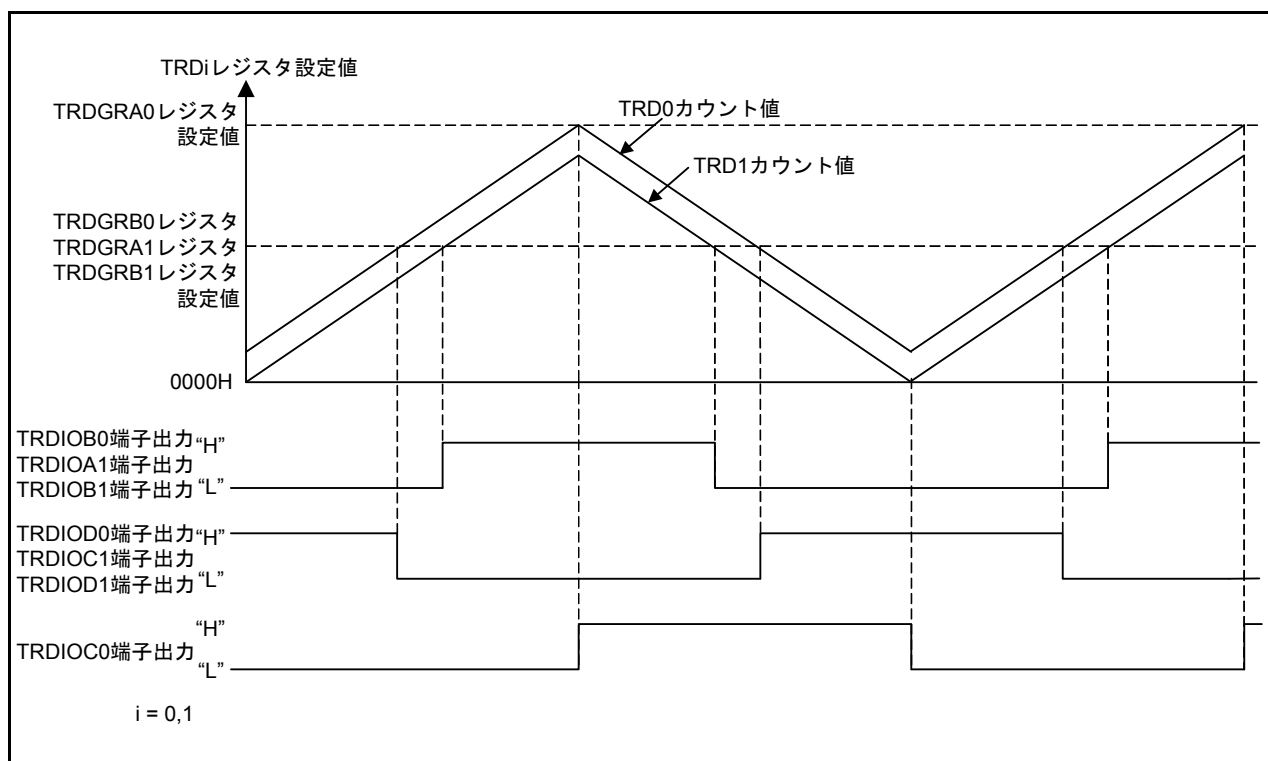 TRDiレジスタ設定値
TRDGRA0レジスタ
設定値
TRD0カウント値
TRD1カウント値
TRDGRB0レジスタ
TRDGRA1レジスタ
TRDGRB1レジスタ
設定値
0000H
TRDIOB0端子出力 “H”
TRDIOA1端子出力
TRDIOB1端子出力 “L”
TRDIOD0端子出力 “H”
TRDIOC1端子出力
TRDIOD1端子出力 “L”
“H”
TRDIOC0端子出力
“L”
i = 0,1